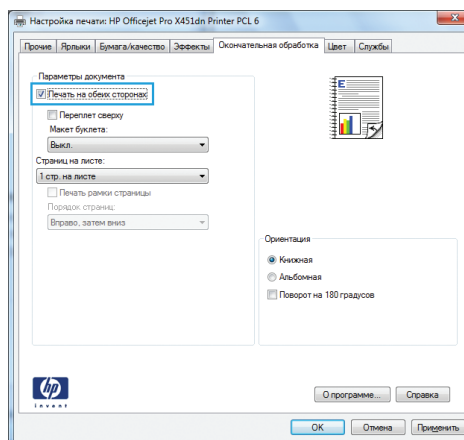 Настройка печати: HP Officejet Pro X451dn Printer PCL 6
Прочие Ярлыки Бумага/качество Эффекты Окончательная обработка Цвет Службы
Параметры документа
Печать на обеих сторонах
Переплет сверху
Макет буклета:
Выкл.
Страниц на листе:
1 стр. на листе
Печать рамки страницы
Порядок страниц:
Вправо, затем вниз
E
Ориентация
Книжная
Альбомная
Поворот на 180 градусов
hp
invent
О программе... Справка
OK Отмена Применить